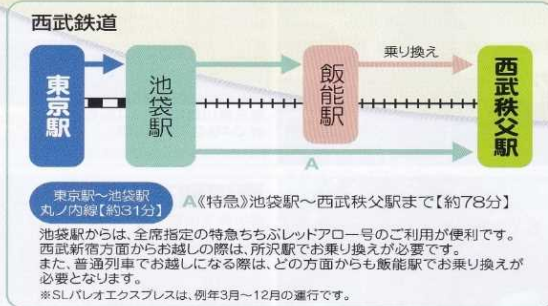 西武鉄道
東京駅
池袋駅
飯能駅
乗り換え
西武秩父駅
A
東京駅～池袋駅
丸ノ内線【約31分】
A《特急》池袋駅～西武秩父駅まで【約78分】
池袋駅からは、全席指定の特急ちちぶレッドアロー号のご利用が便利です。
西武新宿方面からお越しの際は、所沢駅でお乗り換えが必要です。
また、普通列車でお越しになる際は、どの方面からも飯能駅でお乗り換えが
必要となります。
※SLパレオエクスプレスは、例年3月～12月の運行です。